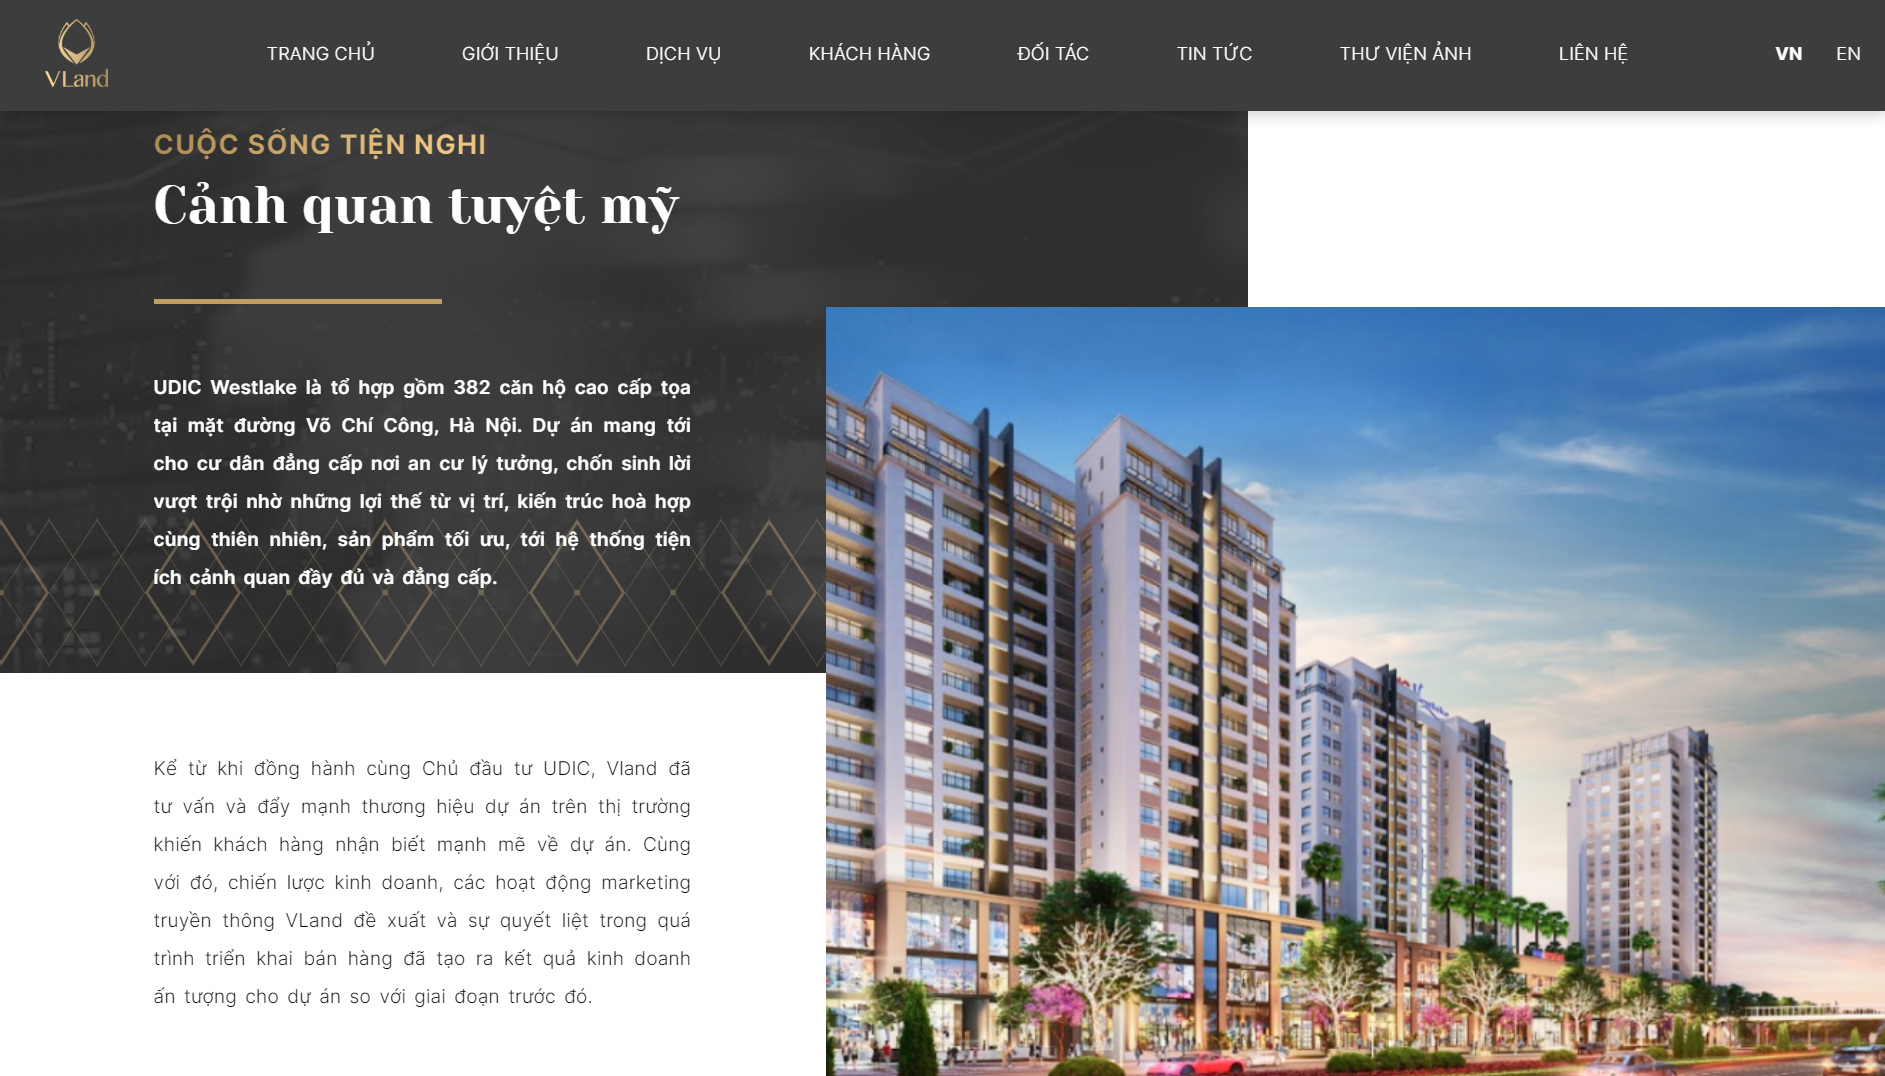 VLand
TRANG CHỦ
GIỚI THIỆU
DỊCH VỤ
KHÁCH HÀNG
ĐỐI TÁC
TIN TỨC
THƯ VIỆN ẢNH
LIÊN HỆ
VN
EN
CUỘC SỐNG TIỆN NGHI
Cảnh quan tuyệt mỹ
UDIC Westlake là tổ hợp gồm 382 căn hộ cao cấp tọa
tại mặt đường Võ Chí Công, Hà Nội. Dự án mang tới
cho cư dân đẳng cấp nơi an cư lý tưởng, chốn sinh lời
vượt trội nhờ những lợi thế từ vị trí, kiến trúc hoà hợp
cùng thiên nhiên, sản phẩm tối ưu, tới hệ thống tiện
ích cảnh quan đầy đủ và đẳng cấp.
Kể từ khi đồng hành cùng Chủ đầu tư UDIC, Vland đã
tư vấn và đẩy mạnh thương hiệu dự án trên thị trường
khiến khách hàng nhận biết mạnh mẽ về dự án. Cùng
với đó, chiến lược kinh doanh, các hoạt động marketing
truyền thông VLand đề xuất và sự quyết liệt trong quá
trình triển khai bán hàng đã tạo ra kết quả kinh doanh
ấn tượng cho dự án so với giai đoạn trước đó.